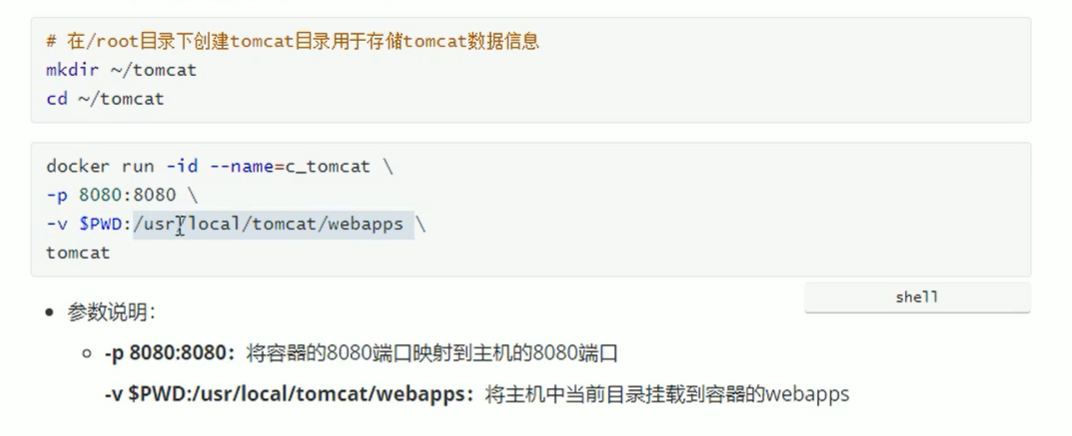 # 在/root目录下创建tomcat目录用于存储tomcat数据信息
mkdir ~/tomcat
cd ~/tomcat
docker run -id --name=c_tomcat \
-p 8080:8080 \
-v $PWD:/usr/local/tomcat/webapps \
tomcat
shell
参数说明：
-p 8080:8080：将容器的8080端口映射到主机的8080端口
-v $PWD:/usr/local/tomcat/webapps：将主机中当前目录挂载到容器的webapps